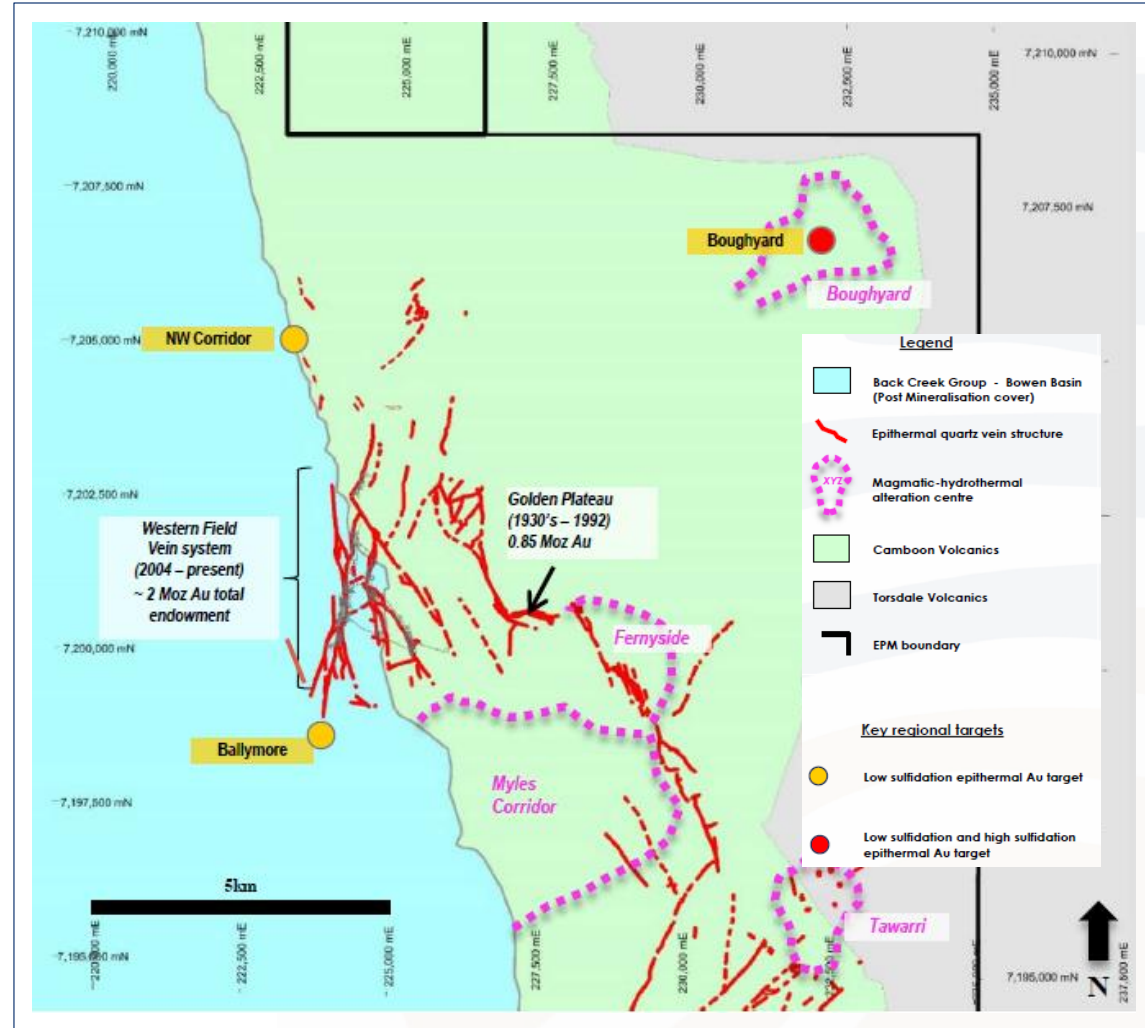 7,210,000 mN
220,000 mE
222,500 mE
225,000 mE
227,500 mE
230,000 mE
232,500 mE
235,000 mE
7,210,000 mN
7,207,500 mN
7,207,500 mN
Boughyard
Boughyard
NW Corridor
7,205,000 mN
Legend
Back Creek Group - Bowen Basin
(Post Mineralisation cover)
Epithermal quartz vein structure
XYZ
Magmatic-hydrothermal
alteration centre
Camboon Volcanics
Torsdale Volcanics
EPM boundary
Key regional targets
Low sulfidation epithermal Au target
Low sulfidation and high sulfidation
epithermal Au target
7,202,500 mN
Golden Plateau
(1930's – 1992)
0.85 Moz Au
Western Field
Vein system
(2004 – present)
~ 2 Moz Au total
endowment
Fernyside
7,200,000 mN
Ballymore
7,197,500 mN
Myles
Corridor
5km
Tawarri
7,195,000 mN
222,500 mE
225,000 mE
227,500 mE
230,000 mE
7,195,000 mN
237,500 mE
N